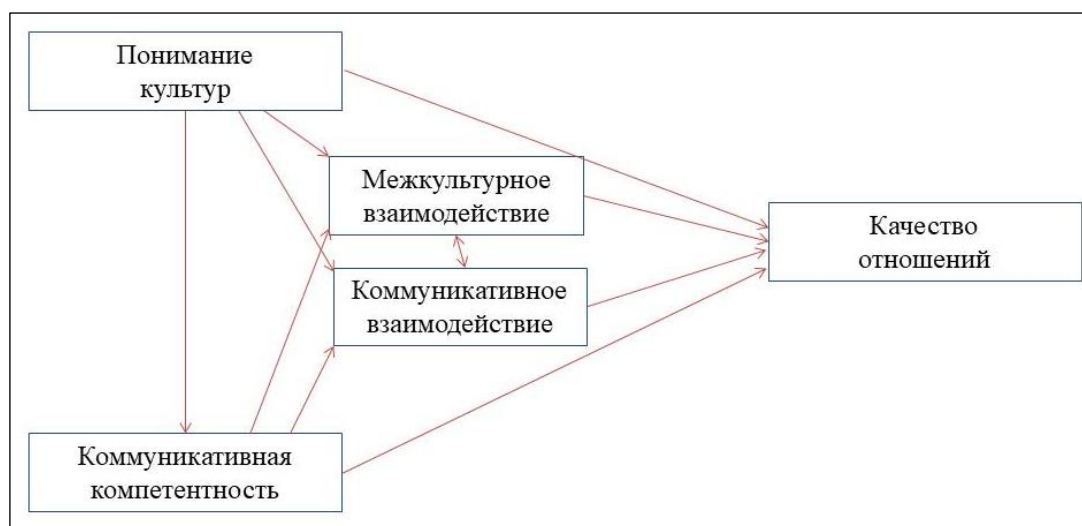 Понимание
культур
Межкультурное
взаимодействие
Качество
отношений
Коммуникативное
взаимодействие
Коммуникативная
компетентность